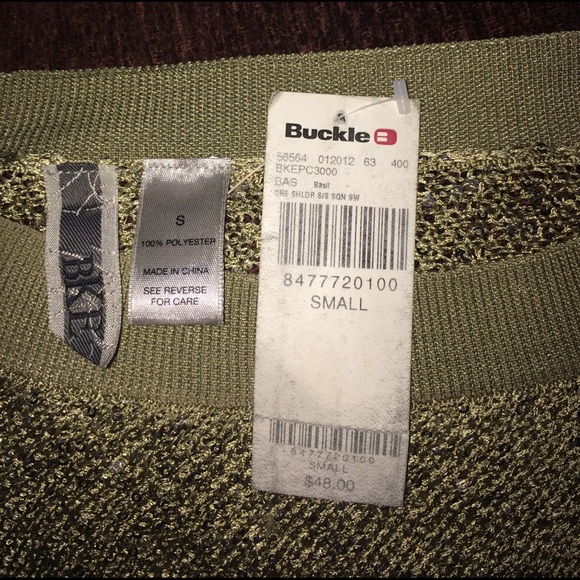 Buckle B
56564 012012 63 400
BKEPC3000
BAS Basil
ONE SHLDR S/S SQN SW
8477720100
SMALL
8477720100
SMALL
$48.00
BKE
S
100% POLYESTER
MADE IN CHINA
SEE REVERSE
FOR CARE